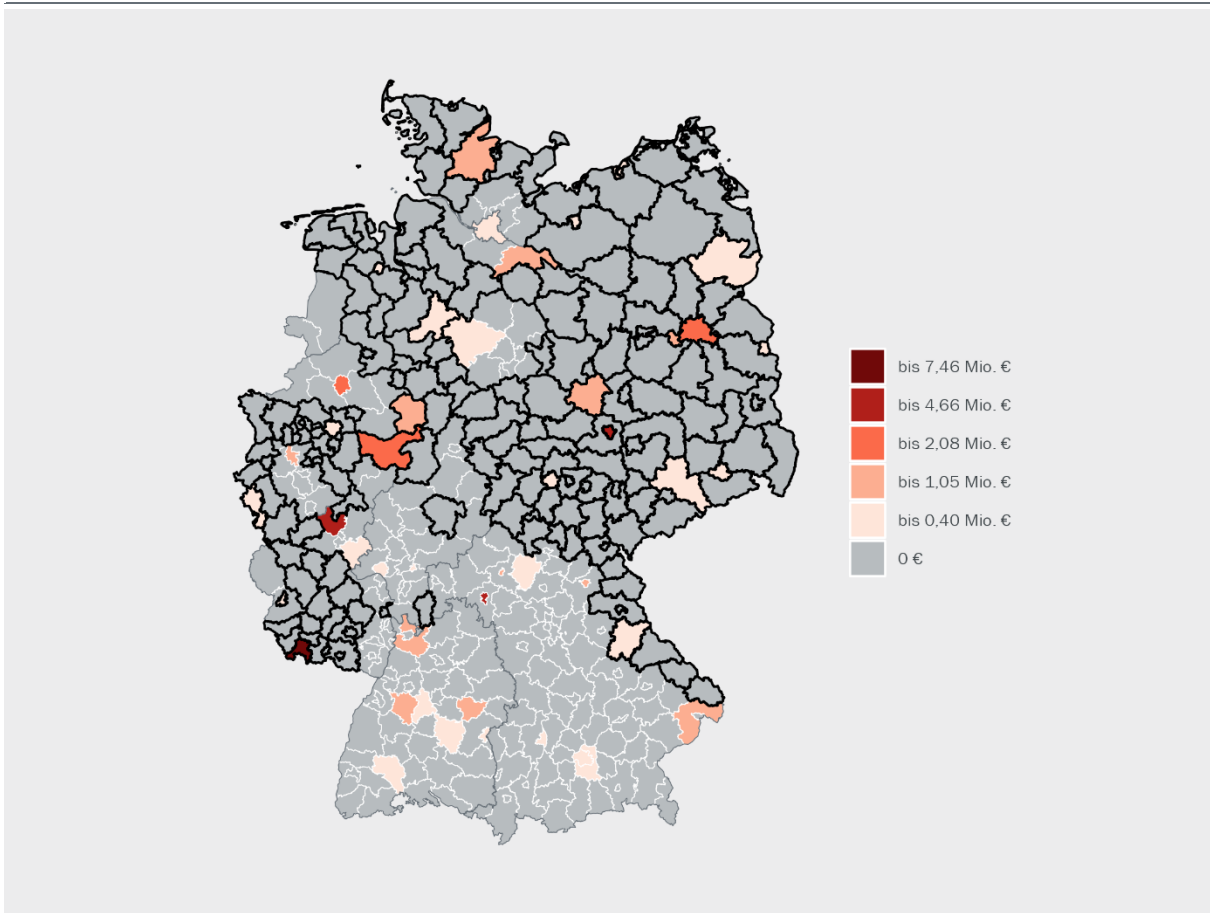 bis 7,46 Mio. €
bis 4,66 Mio. €
bis 2,08 Mio. €
bis 1,05 Mio. €
bis 0,40 Mio. €
0 €